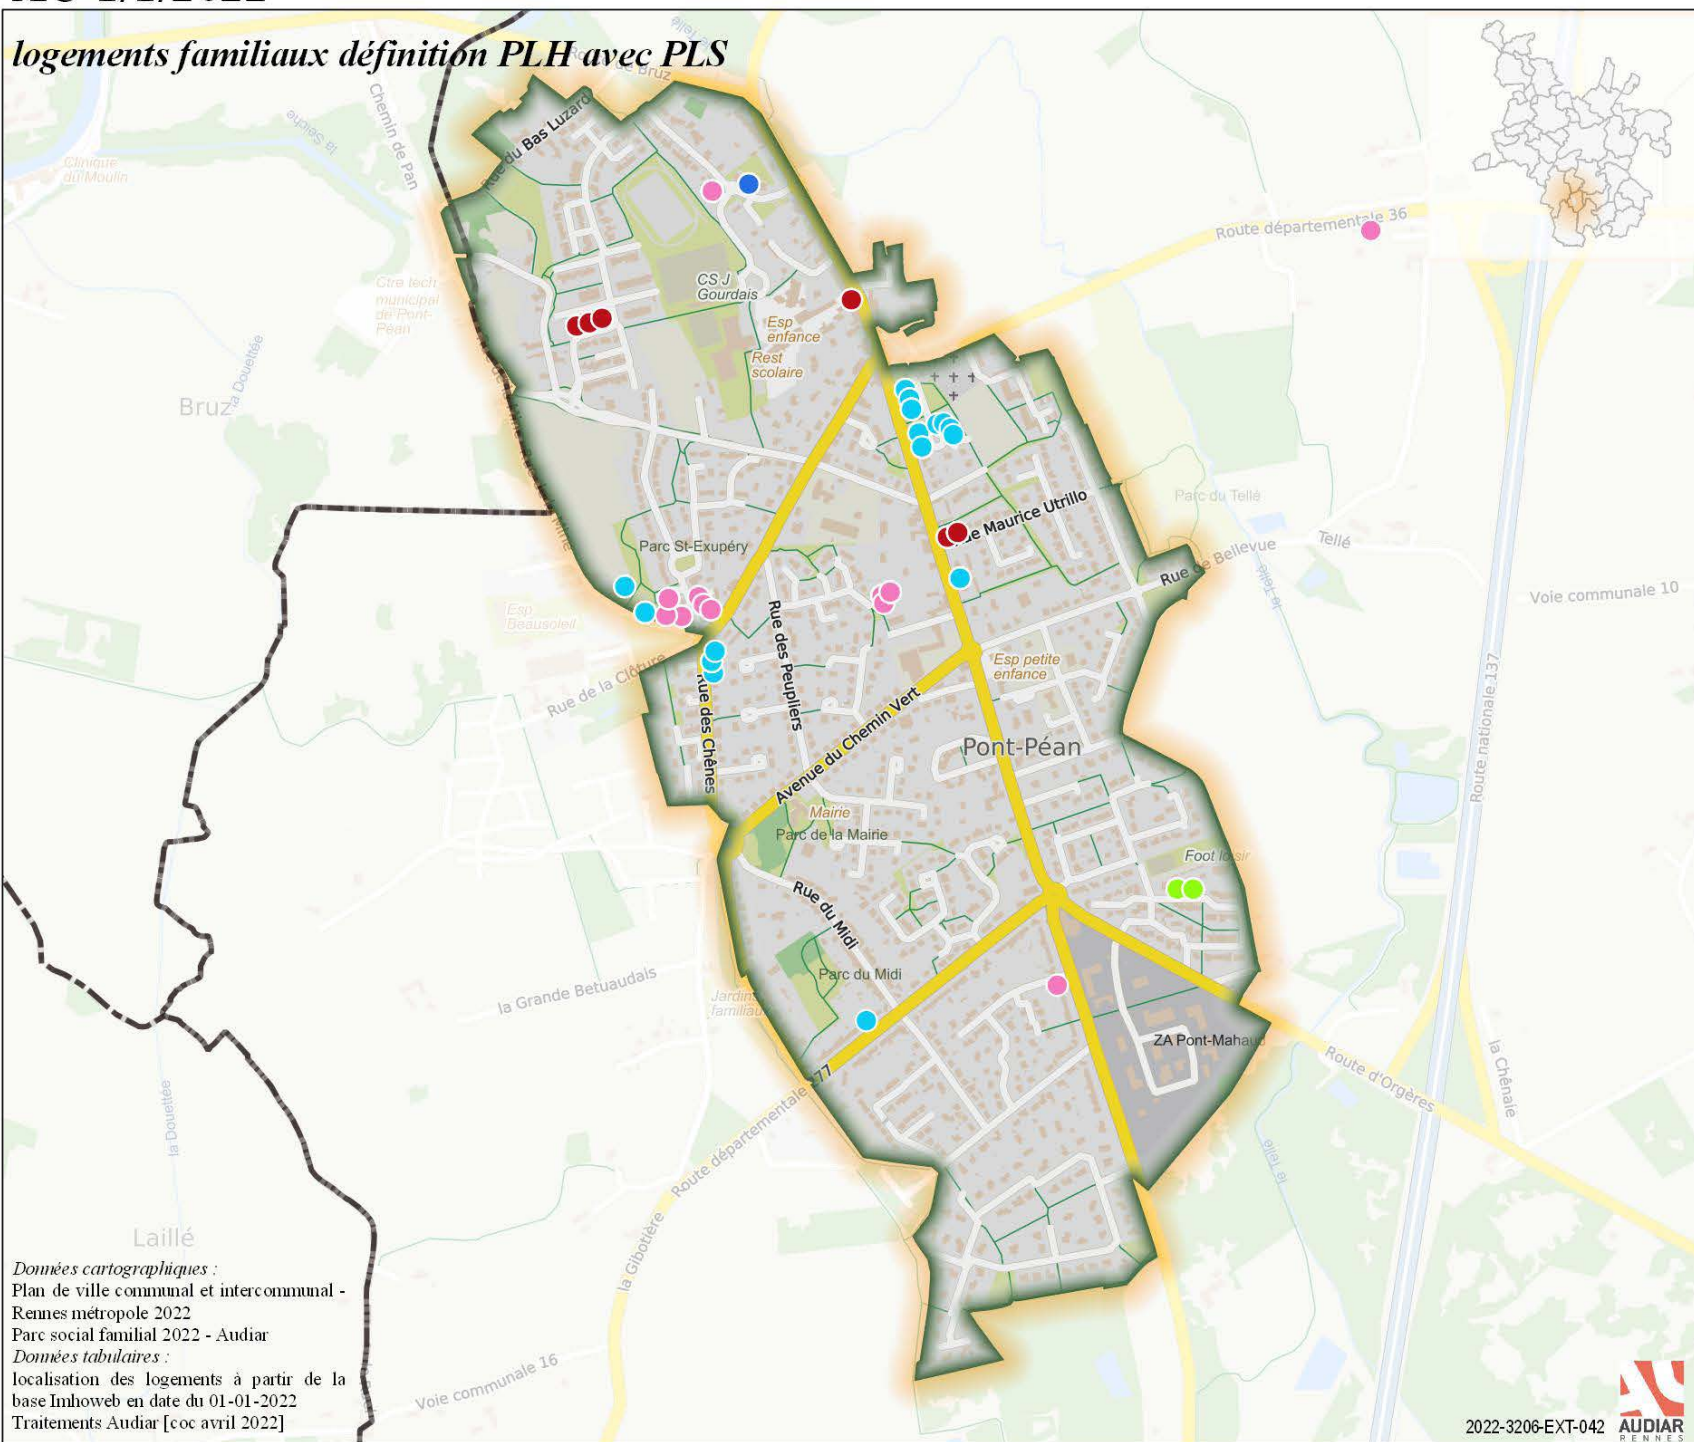 logements familiaux définition PLH avec PLS
Route de Bruz
Chemin de Pan
la Seiche
Clinique
du Moulin
Rue du Bas Luzard
Route départementale 36
CS J
Gourdais
Ctre tech
municipal
de Pont-
Péan
Esp
enfance
Rest
scolaire
la Douettée
Bruz
Rue Maurice Utrillo
Parc du Tellé
Parc St-Exupéry
Tellé
Rue de Bellevue
le Tellé
Voie communale 10
Esp
Beausoleil
Rue des Peupliers
Rue de la Clôture
Esp petite
enfance
Rue des Chênes
Route nationale 137
Avenue du Chemin Vert
Pont-Péan
Mairie
Parc de la Mairie
Foot loisir
Rue du Midi
Parc du Midi
la Grande Betuaudais
Jardins
familiaux
ZA Pont-Mahaud
Route d'Orgères
la Chênaie
Route départementale 177
le Tellé
la Gibotière
Laillé
Données cartographiques :
Plan de ville communal et intercommunal -
Rennes métropole 2022
Parc social familial 2022 - Audiar
Données tabulaires :
localisation des logements à partir de la
base Imhoweb en date du 01-01-2022
Traitements Audiar [coc avril 2022]
Voie communale 16
2022-3206-EXT-042
AUDIAR
RENNES